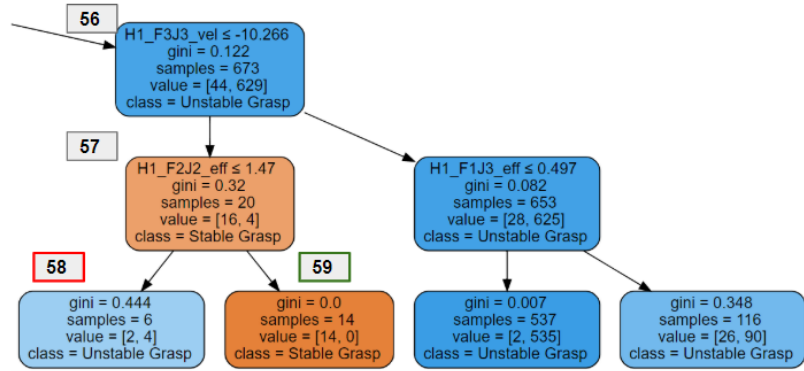 56
H1_F3J3_vel ≤ -10.266
gini = 0.122
samples = 673
value = [44, 629]
class = Unstable Grasp
57
H1_F2J2_eff ≤ 1.47
gini = 0.32
samples = 20
value = [16, 4]
class = Stable Grasp
H1_F1J3_eff ≤ 0.497
gini = 0.082
samples = 653
value = [28, 625]
class = Unstable Grasp
58
59
gini = 0.444
samples = 6
value = [2, 4]
class = Unstable Grasp
gini = 0.0
samples = 14
value = [14, 0]
class = Stable Grasp
gini = 0.007
samples = 537
value = [2, 535]
class = Unstable Grasp
gini = 0.348
samples = 116
value = [26, 90]
class = Unstable Grasp